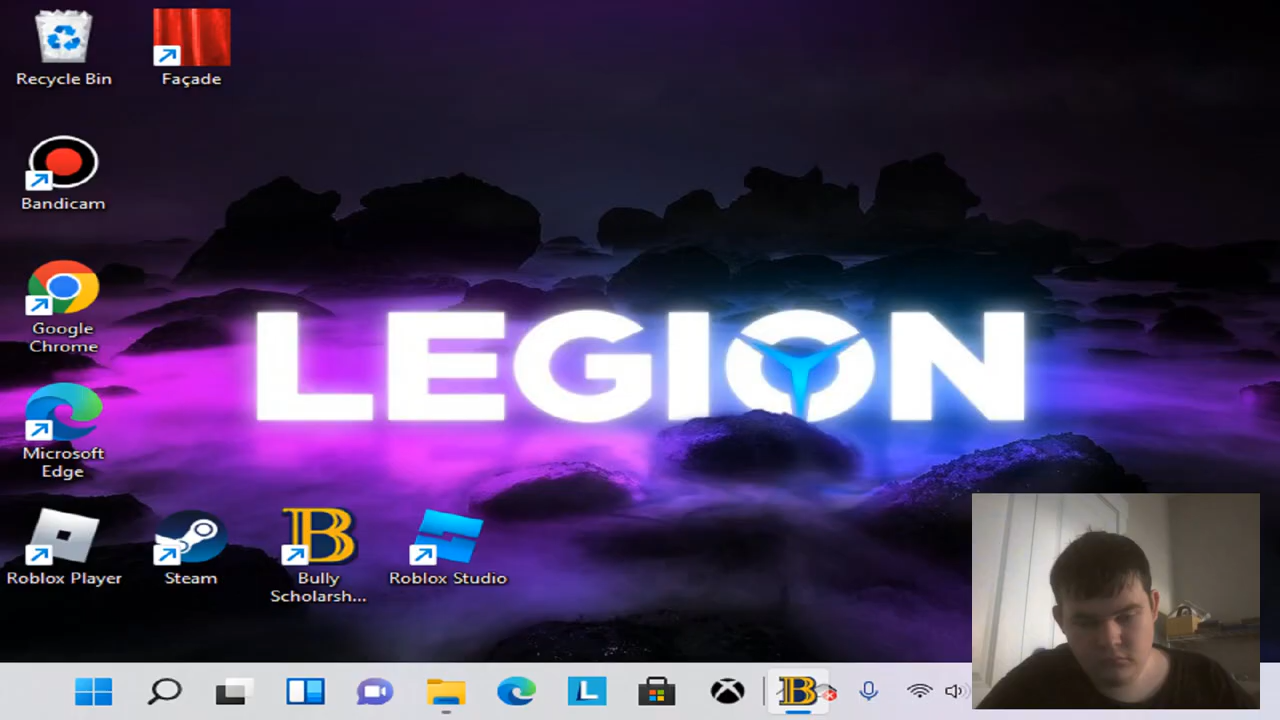 Recycle Bin
Façade
Bandicam
Google
Chrome
LEGION
Microsoft
Edge
B
Roblox Player
Steam
Bully
Scholarsh...
Roblox Studio
L
B